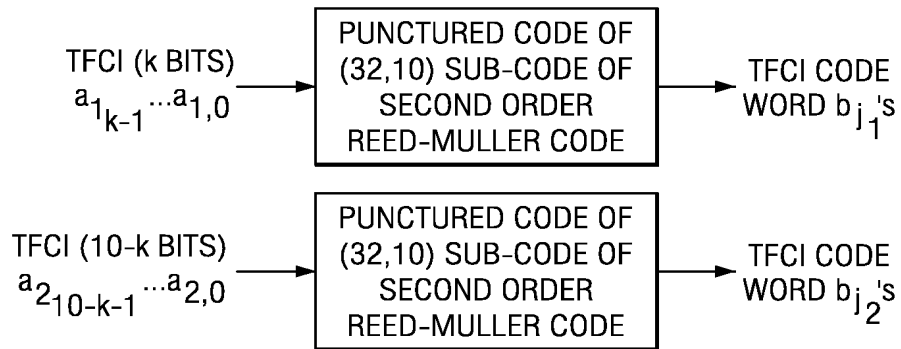 TFCI (k BITS)
a1k-1 ...a1,0
PUNCTURED CODE OF
(32,10) SUB-CODE OF
SECOND ORDER
REED-MULLER CODE
TFCI CODE
WORD bj1's
TFCI (10-k BITS)
a210-k-1 ...a2,0
PUNCTURED CODE OF
(32,10) SUB-CODE OF
SECOND ORDER
REED-MULLER CODE
TFCI CODE
WORD bj2's